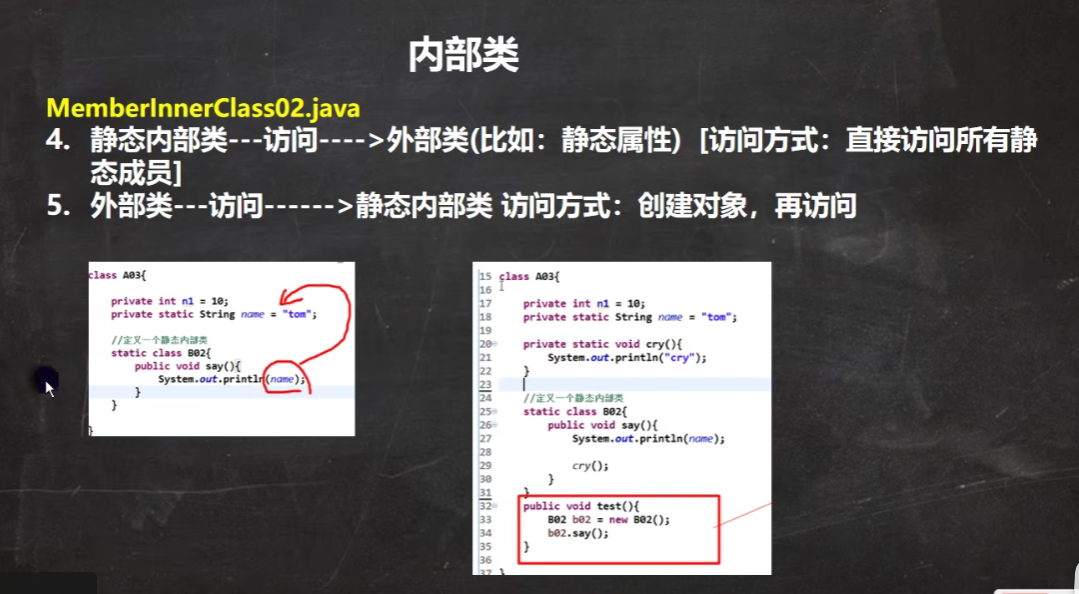 内部类
MemberInnerClass02.java
4. 静态内部类---访问---->外部类(比如：静态属性) [访问方式：直接访问所有静
态成员]
5. 外部类---访问------>静态内部类 访问方式：创建对象，再访问
class A03{
private int n1 = 10;
private static String name = "tom";
//定义一个静态内部类
static class B02{
public void say(){
System.out.println(name);
}
}
}
15 class A03{
16
17 private int n1 = 10;
18 private static String name = "tom";
19
20 private static void cry(){
21 System.out.println("cry");
22 }
23
24 //定义一个静态内部类
25 static class B02{
26 public void say(){
27 System.out.println(name);
28
29 cry();
30 }
31 }
32 public void test(){
33 B02 b02 = new B02();
34 b02.say();
35 }
36
37 }